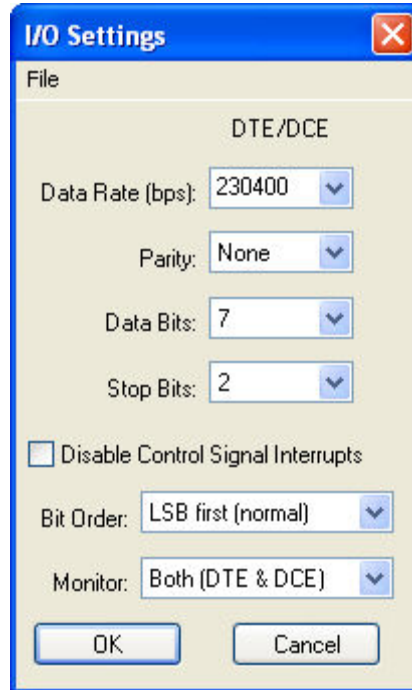 I/O Settings
File
DTE/DCE
Data Rate (bps): 230400
Parity: None
Data Bits: 7
Stop Bits: 2
Disable Control Signal Interrupts
Bit Order: LSB first (normal)
Monitor: Both (DTE & DCE)
OK Cancel